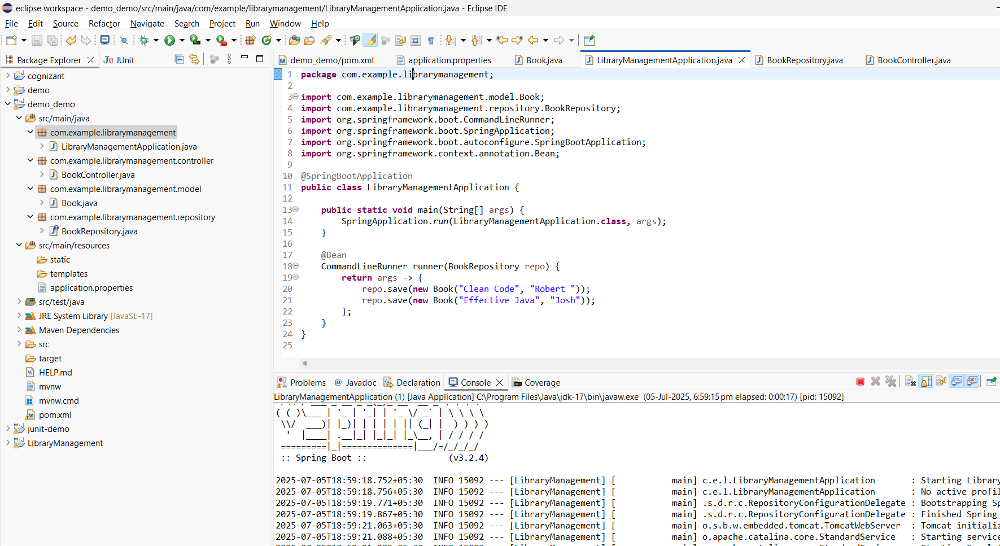 eclipse workspace - demo_demo/src/main/java/com/example/librarymanagement/LibraryManagementApplication.java - Eclipse IDE
File Edit Source Refactor Navigate Search Project Run Window Help
Package Explorer JUnit
cognizant
demo
demo_demo
src/main/java
com.example.librarymanagement
LibraryManagementApplication.java
com.example.librarymanagement.controller
BookController.java
com.example.librarymanagement.model
Book.java
com.example.librarymanagement.repository
BookRepository.java
src/main/resources
static
templates
application.properties
src/test/java
JRE System Library [JavaSE-17]
Maven Dependencies
src
target
HELP.md
mvnw
mvnw.cmd
pom.xml
junit-demo
LibraryManagement
demo_demo/pom.xml application.properties Book.java LibraryManagementApplication.java BookRepository.java BookController.java
1 package com.example.librarymanagement;
2
3 import com.example.librarymanagement.model.Book;
4 import com.example.librarymanagement.repository.BookRepository;
5 import org.springframework.boot.CommandLineRunner;
6 import org.springframework.boot.SpringApplication;
7 import org.springframework.boot.autoconfigure.SpringBootApplication;
8 import org.springframework.context.annotation.Bean;
9
10 @SpringBootApplication
11 public class LibraryManagementApplication {
12
13 public static void main(String[] args) {
14 SpringApplication.run(LibraryManagementApplication.class, args);
15 }
16
17 @Bean
18 CommandLineRunner runner(BookRepository repo) {
19 return args -> {
20 repo.save(new Book("Clean Code", "Robert "));
21 repo.save(new Book("Effective Java", "Josh"));
22 };
23 }
24 }
25
Problems Javadoc Declaration Console Coverage
LibraryManagementApplication (1) [Java Application] C:\Program Files\Java\jdk-17\bin\javaw.exe (05-Jul-2025, 6:59:15 pm elapsed: 0:00:17) [pid: 15092]
( ( )\___ | '_ | '_| | '_ \/ _` | \ \ \ \
 \\/  ___)| |_)| | | | | || (_| |  ) ) ) )
  '  |____| .__|_| |_|_| |_\__, | / / / /
 =========|_|==============|___/=/_/_/_/
:: Spring Boot :: (v3.2.4)
2025-07-05T18:59:18.752+05:30 INFO 15092 --- [LibraryManagement] [ main] c.e.l.LibraryManagementApplication : Starting Library
2025-07-05T18:59:18.756+05:30 INFO 15092 --- [LibraryManagement] [ main] c.e.l.LibraryManagementApplication : No active profil
2025-07-05T18:59:19.771+05:30 INFO 15092 --- [LibraryManagement] [ main] .s.d.r.c.RepositoryConfigurationDelegate : Bootstrapping Sp
2025-07-05T18:59:19.867+05:30 INFO 15092 --- [LibraryManagement] [ main] .s.d.r.c.RepositoryConfigurationDelegate : Finished Spring
2025-07-05T18:59:21.063+05:30 INFO 15092 --- [LibraryManagement] [ main] o.s.b.w.embedded.tomcat.TomcatWebServer : Tomcat initializ
2025-07-05T18:59:21.088+05:30 INFO 15092 --- [LibraryManagement] [ main] o.apache.catalina.core.StandardService : Starting service